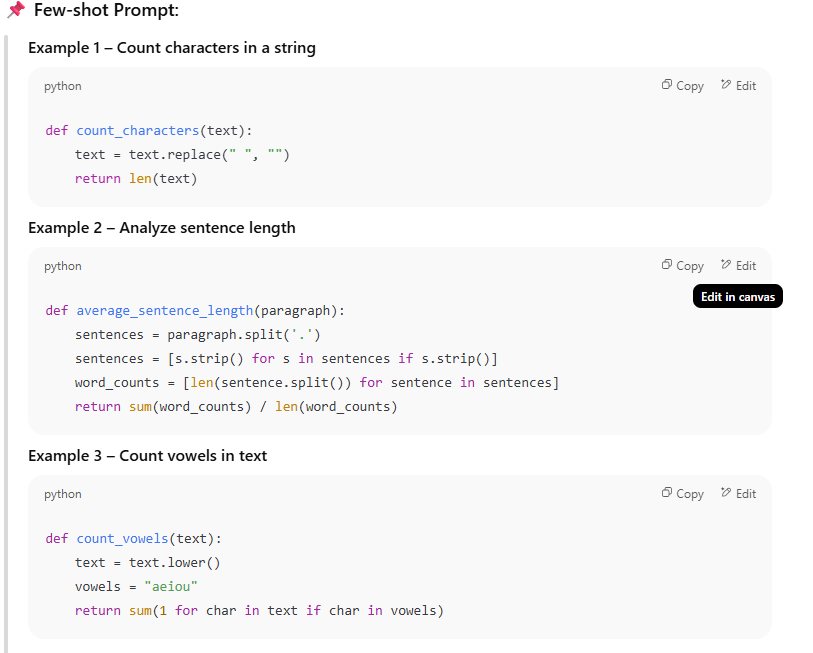 📌 Few-shot Prompt:
Example 1 – Count characters in a string
python Copy Edit
def count_characters(text):
    text = text.replace(" ", "")
    return len(text)
Example 2 – Analyze sentence length
python Copy Edit
Edit in canvas
def average_sentence_length(paragraph):
    sentences = paragraph.split('.')
    sentences = [s.strip() for s in sentences if s.strip()]
    word_counts = [len(sentence.split()) for sentence in sentences]
    return sum(word_counts) / len(word_counts)
Example 3 – Count vowels in text
python Copy Edit
def count_vowels(text):
    text = text.lower()
    vowels = "aeiou"
    return sum(1 for char in text if char in vowels)